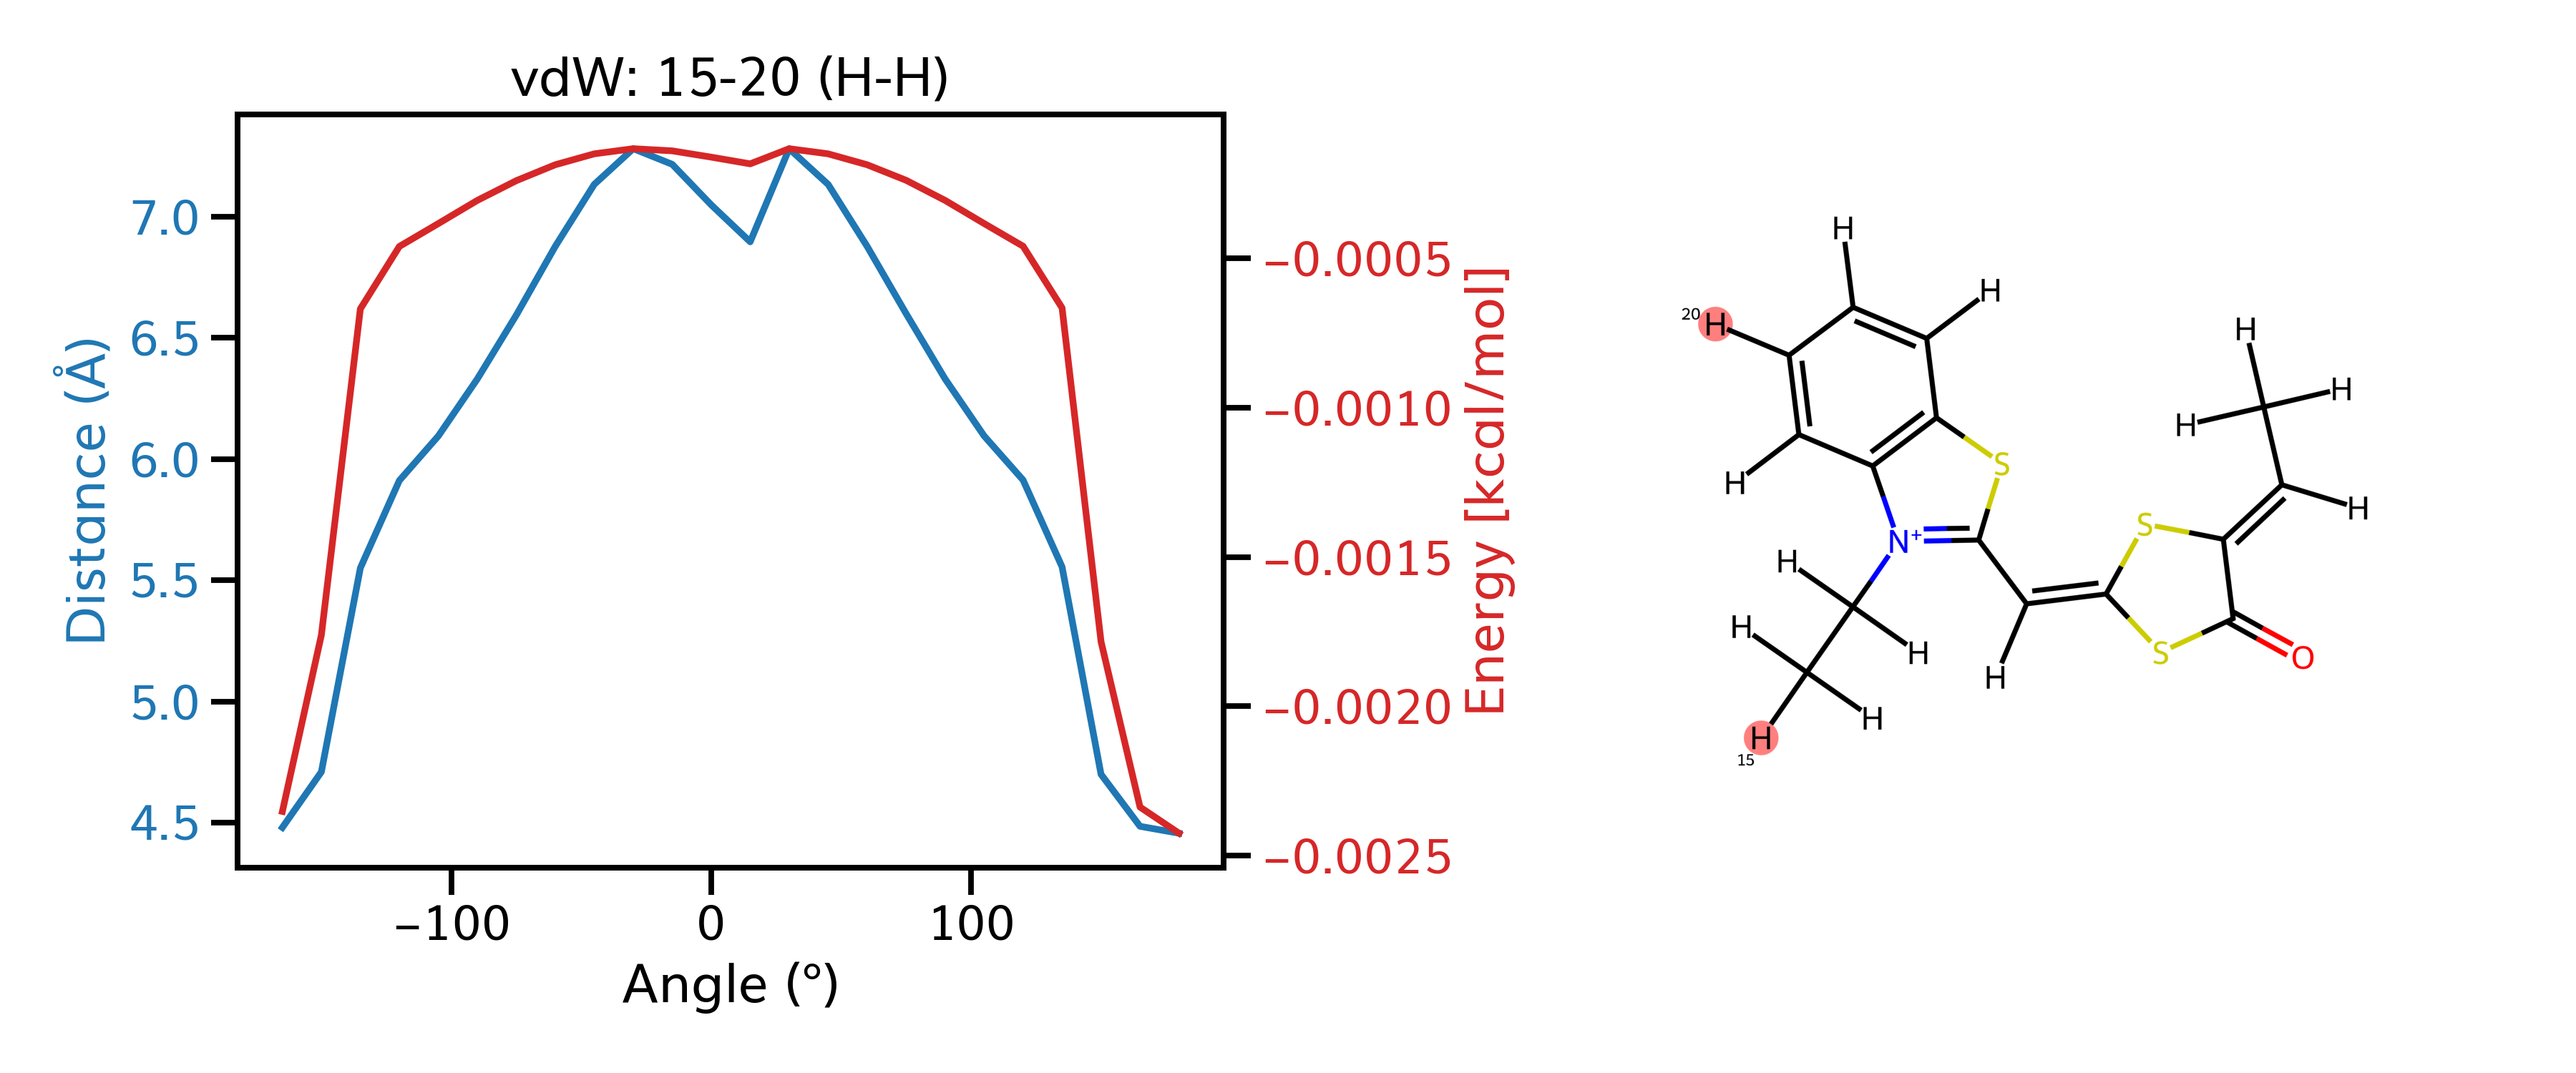 vdW: 15-20 (H-H)
7.0
6.5
6.0
5.5
5.0
4.5
Distance (Å)
−100
0
100
Angle (°)
−0.0005
−0.0010
−0.0015
−0.0020
−0.0025
Energy [kcal/mol]
H
H
20 H
H
H
H
S
H
H
S
H
N+
H
H
H
S
O
H
H
H
15